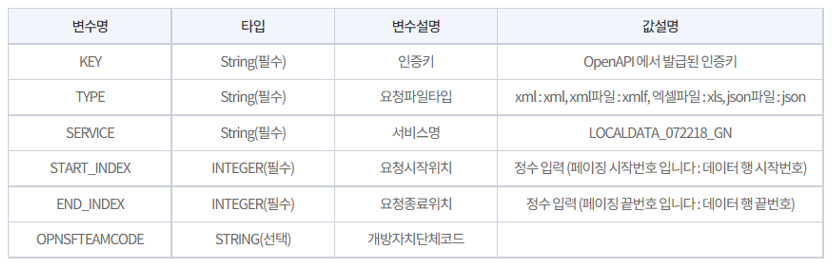 변수명 타입 변수설명 값설명
KEY String(필수) 인증키 OpenAPI 에서 발급된 인증키
TYPE String(필수) 요청파일타입 xml : xml, xml파일 : xmlf, 엑셀파일 : xls, json파일 : json
SERVICE String(필수) 서비스명 LOCALDATA_072218_GN
START_INDEX INTEGER(필수) 요청시작위치 정수 입력 (페이징 시작번호 입니다 : 데이터 행 시작번호)
END_INDEX INTEGER(필수) 요청종료위치 정수 입력 (페이징 끝번호 입니다 : 데이터 행 끝번호)
OPNSFTEAMCODE STRING(선택) 개방자치단체코드